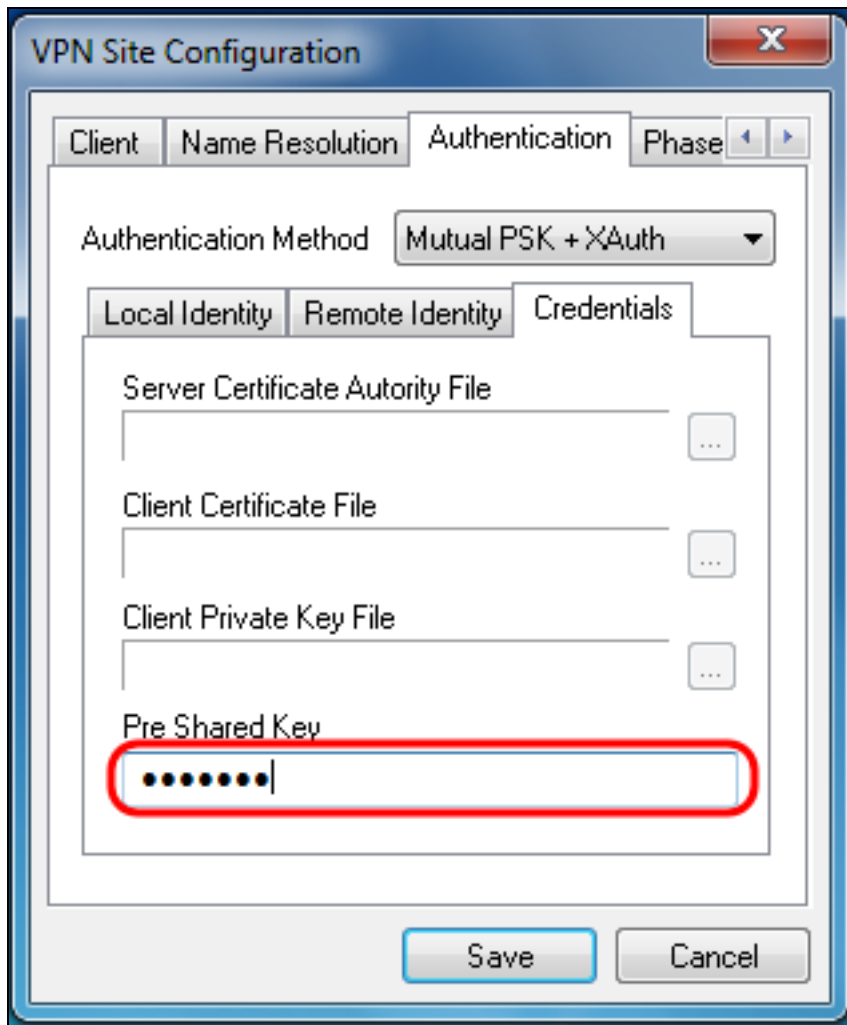 VPN Site Configuration
Client Name Resolution Authentication Phase
Authentication Method Mutual PSK + XAuth
Local Identity Remote Identity Credentials
Server Certificate Autority File
...
Client Certificate File
...
Client Private Key File
...
Pre Shared Key
●●●●●●●
Save Cancel